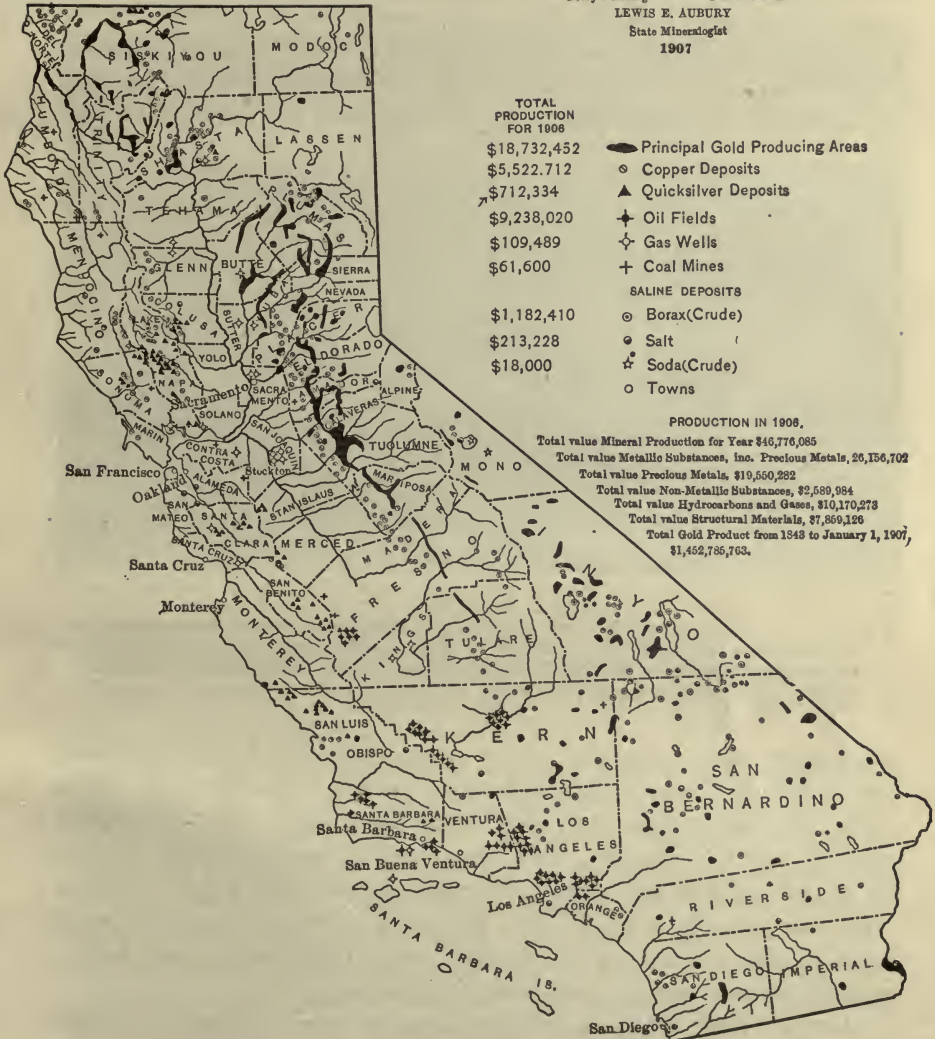 LEWIS E. AUBURY
State Mineralogist
1907
TOTAL
PRODUCTION
FOR 1906
$18,732,452 Principal Gold Producing Areas
$5,522.712 Copper Deposits
$712,334 Quicksilver Deposits
$9,238,020 Oil Fields
$109,489 Gas Wells
$61,600 Coal Mines
SALINE DEPOSITS
$1,182,410 Borax(Crude)
$213,228 Salt
$18,000 Soda(Crude)
Towns
PRODUCTION IN 1906.
Total value Mineral Production for Year $46,776,085
Total value Metallic Substances, inc. Precious Metals, 26,156,702
Total value Precious Metals, $19,550,282
Total value Non-Metallic Substances, $2,589,984
Total value Hydrocarbons and Gases, $10,170,273
Total value Structural Materials, $7,859,126
Total Gold Product from 1848 to January 1, 1907,
$1,452,785,763.
DEL NORTE
SISKIYOU
MODOC
HUMBOLDT
TRINITY
SHASTA
LASSEN
TEHAMA
PLUMAS
MENDOCINO
GLENN
BUTTE
SIERRA
NEVADA
YUBA
COLUSA
LAKE
SUTTER
PLACER
YOLO
ELDORADO
SONOMA
NAPA
Sacramento
SACRA
MENTO
AMADOR
ALPINE
SOLANO
CALAVERAS
MARIN
SAN JOAQUIN
TUOLUMNE
CONTRA
COSTA
Stockton
MONO
San Francisco
Oakland
ALAMEDA
MARIPOSA
STANISLAUS
SAN
MATEO
SANTA
CLARA
MERCED
MADERA
SANTA CRUZ
Santa Cruz
SAN
BENITO
FRESNO
INYO
Monterey
MONTEREY
KINGS
TULARE
SAN LUIS
OBISPO
KERN
SAN
BERNARDINO
SANTA BARBARA
VENTURA
LOS
ANGELES
Santa Barbara
San Buena Ventura
Los Angeles
ORANGE
RIVERSIDE
SANTA BARBARA IS.
SAN DIEGO
IMPERIAL
San Diego